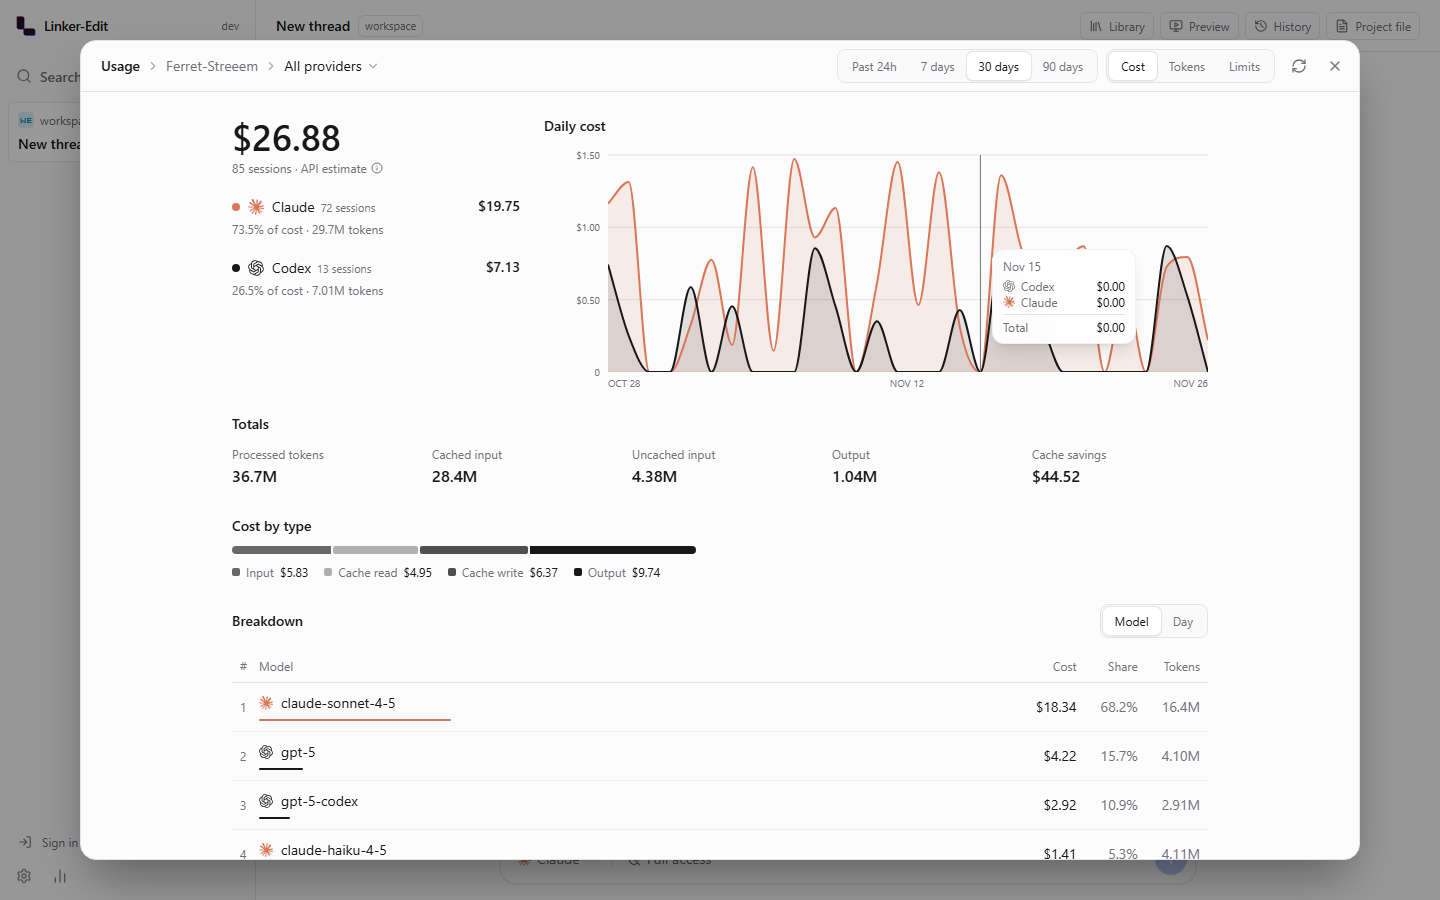 Linker-Edit dev New thread workspace Library Preview History Project file
Search
Usage Ferret-Streeem All providers Past 24h 7 days 30 days 90 days Cost Tokens Limits
WE
New
$26.88
85 sessions · API estimate
Claude 72 sessions $19.75
73.5% of cost · 29.7M tokens
Codex 13 sessions $7.13
26.5% of cost · 7.01M tokens
Daily cost
$1.50
$1.00
$0.50
0
OCT 28 NOV 12 NOV 26
Nov 15
Codex $0.00
Claude $0.00
Total $0.00
Totals
Processed tokens Cached input Uncached input Output Cache savings
36.7M 28.4M 4.38M 1.04M $44.52
Cost by type
Input $5.83 Cache read $4.95 Cache write $6.37 Output $9.74
Breakdown Model Day
# Model Cost Share Tokens
1 claude-sonnet-4-5 $18.34 68.2% 16.4M
2 gpt-5 $4.22 15.7% 4.10M
3 gpt-5-codex $2.92 10.9% 2.91M
4 claude-haiku-4-5 $1.41 5.3% 4.11M
Sign in
Claude Full access